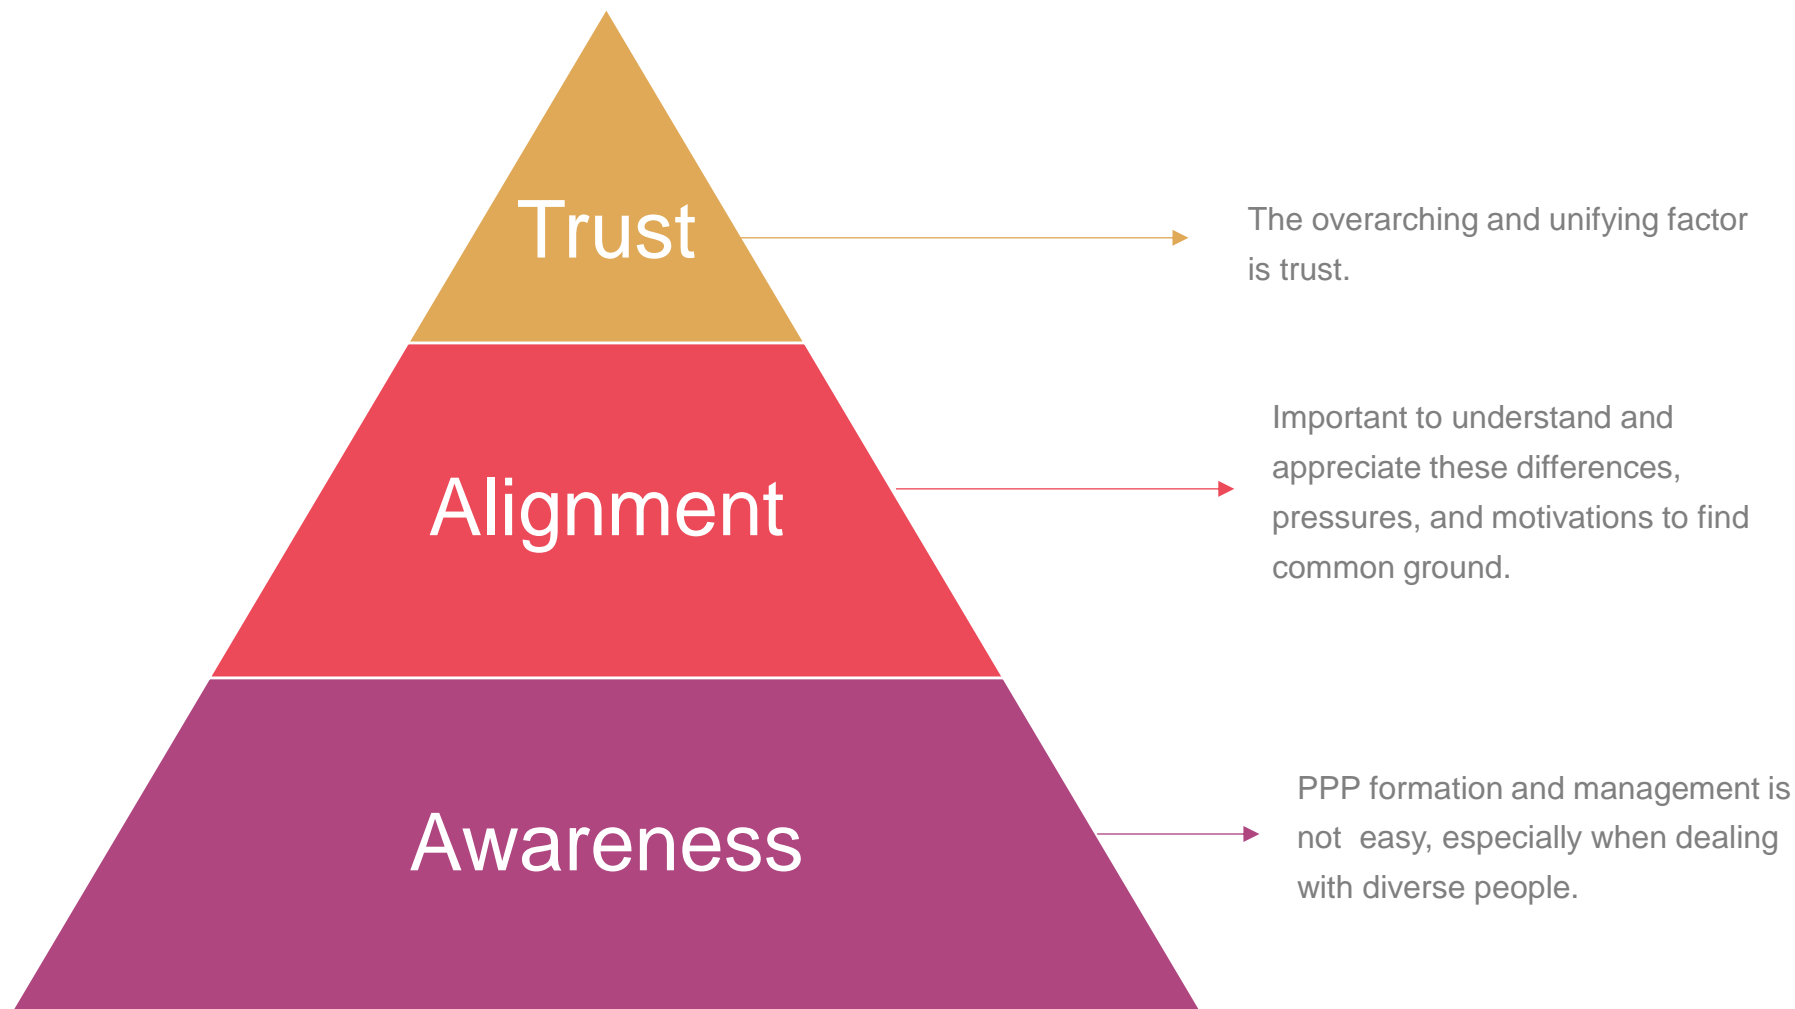 Trust
The overarching and unifying factor
is trust.
Alignment
Important to understand and
appreciate these differences,
pressures, and motivations to find
common ground.
Awareness
PPP formation and management is
not  easy, especially when dealing
with diverse people.